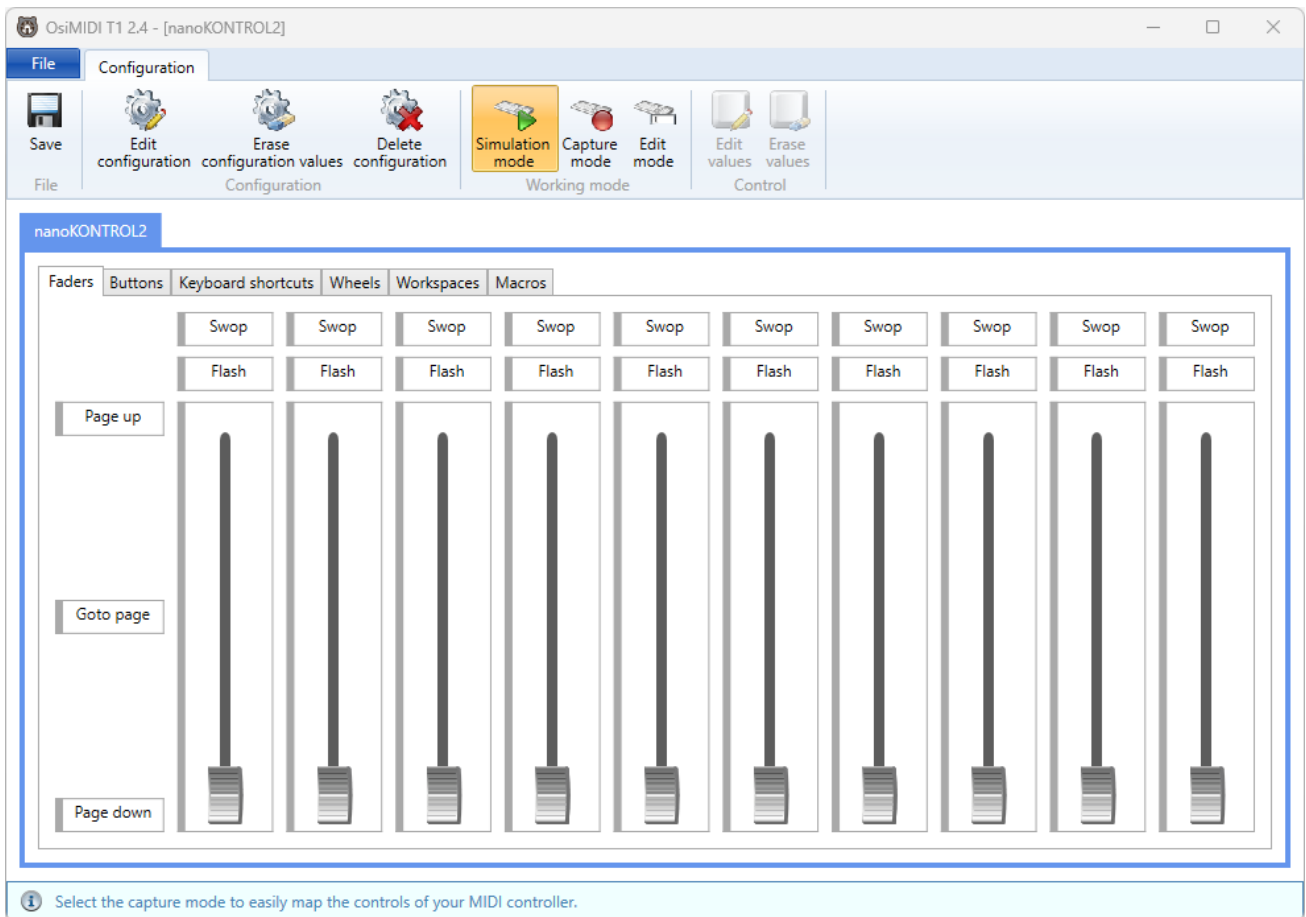 OsiMIDI T1 2.4 - [nanoKONTROL2]
File
Configuration
Save
Edit
configuration
Erase
configuration values
Delete
configuration
Simulation
mode
Capture
mode
Edit
mode
Edit
values
Erase
values
File
Configuration
Working mode
Control
nanoKONTROL2
Faders
Buttons
Keyboard shortcuts
Wheels
Workspaces
Macros
Swop
Swop
Swop
Swop
Swop
Swop
Swop
Swop
Swop
Swop
Flash
Flash
Flash
Flash
Flash
Flash
Flash
Flash
Flash
Flash
Page up
Goto page
Page down
Select the capture mode to easily map the controls of your MIDI controller.